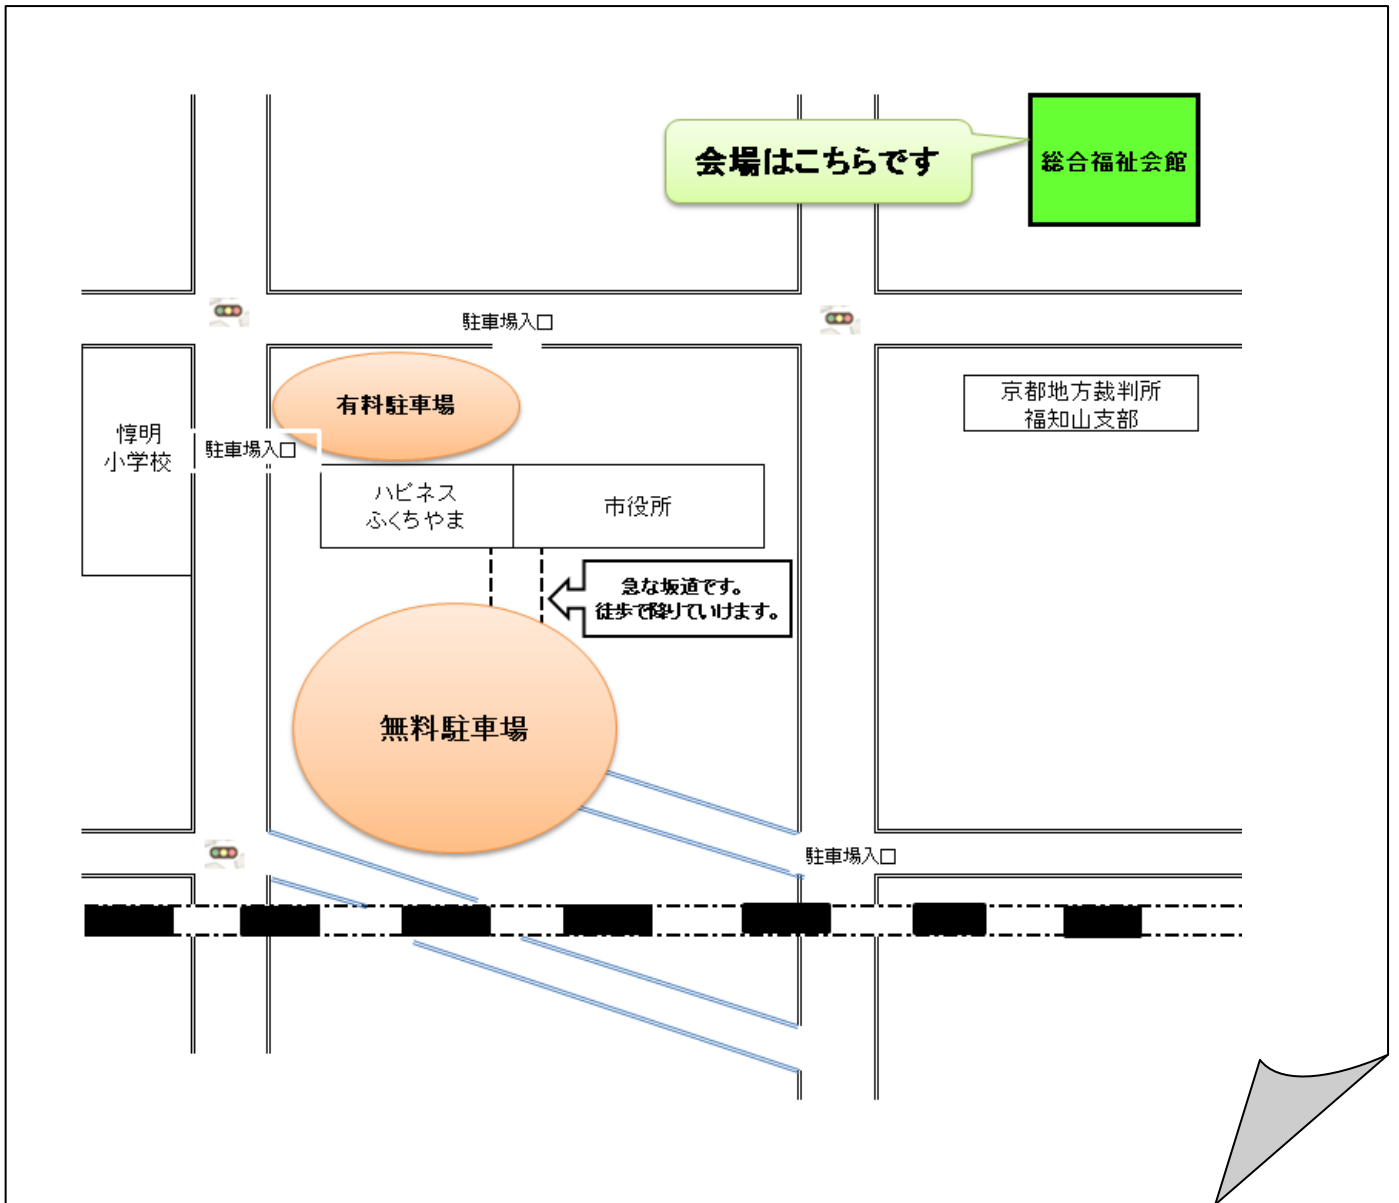 会場はこちらです
総合福祉会館
駐車場入口
有料駐車場
京都地方裁判所
福知山支部
惇明
小学校
駐車場入口
ハピネス
ふくちやま
市役所
急な坂道です。
徒歩で降りていけます。
無料駐車場
駐車場入口